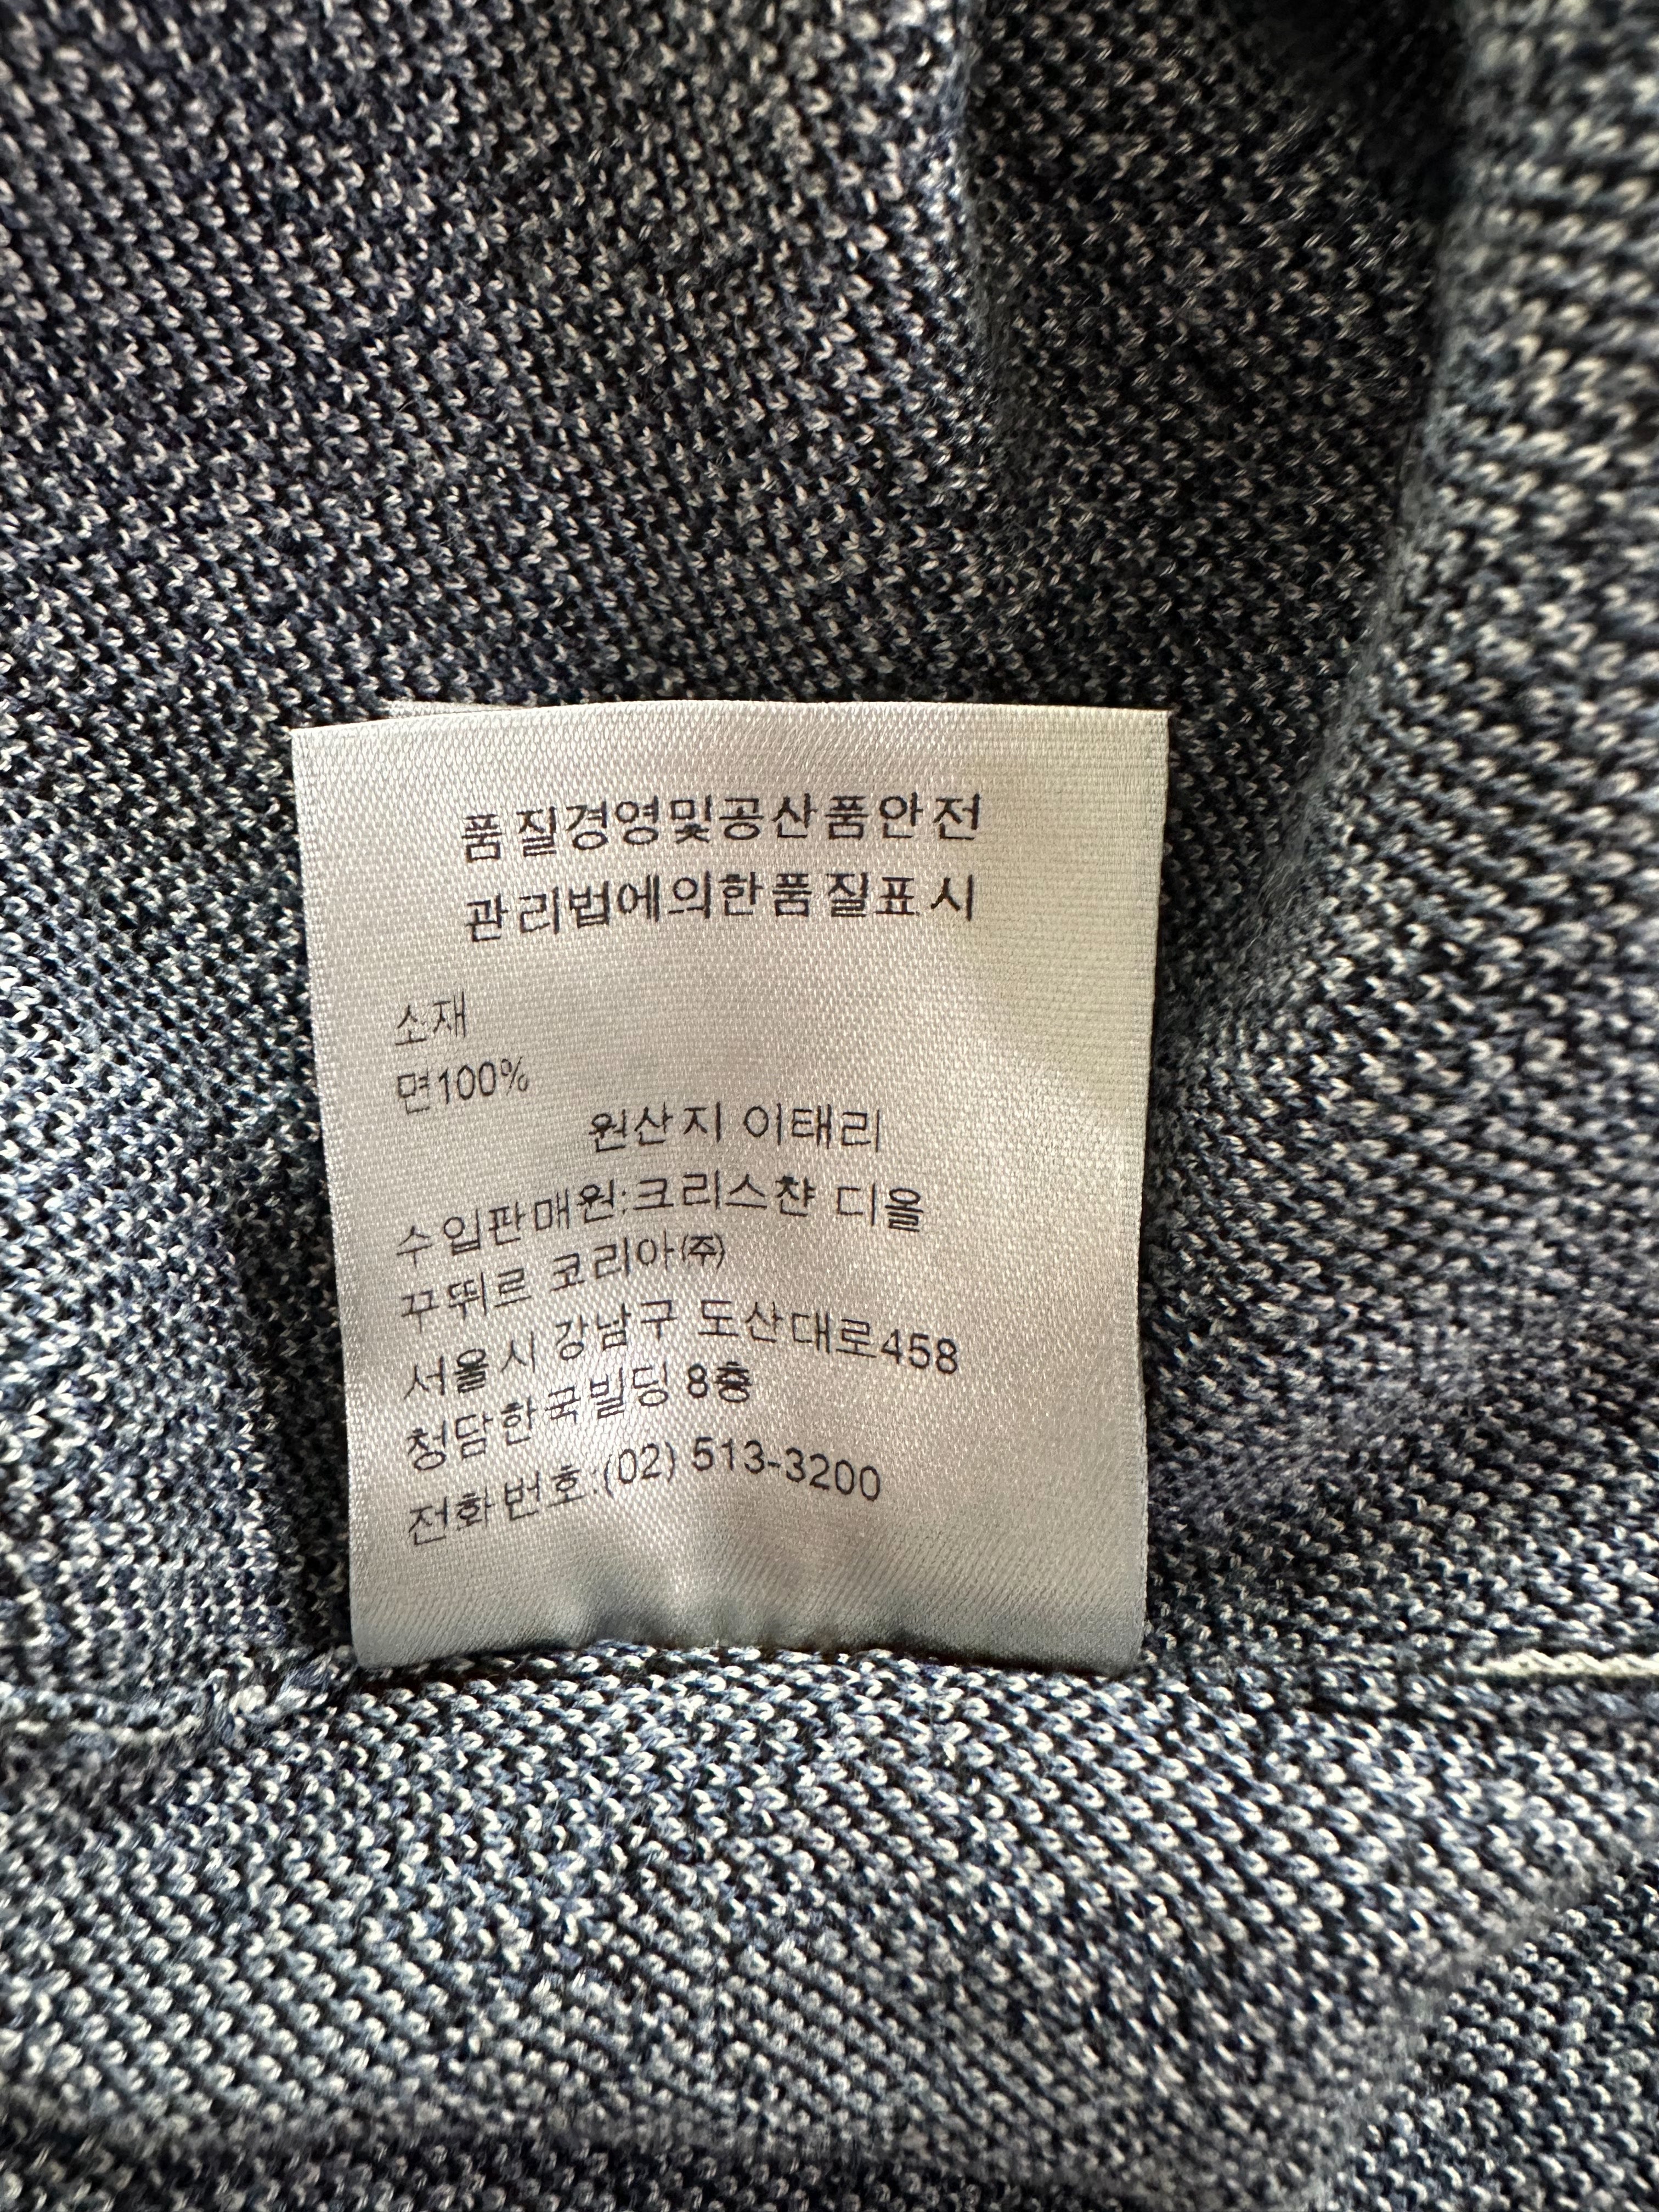 품질경영및공산품안전
관리법에의한품질표시
소재
면100%
원산지 이태리
수입판매원:크리스챤 디올
꾸뛰르 코리아㈜
서울시 강남구 도산대로458
청담한국빌딩 8층
전화번호:(02) 513-3200